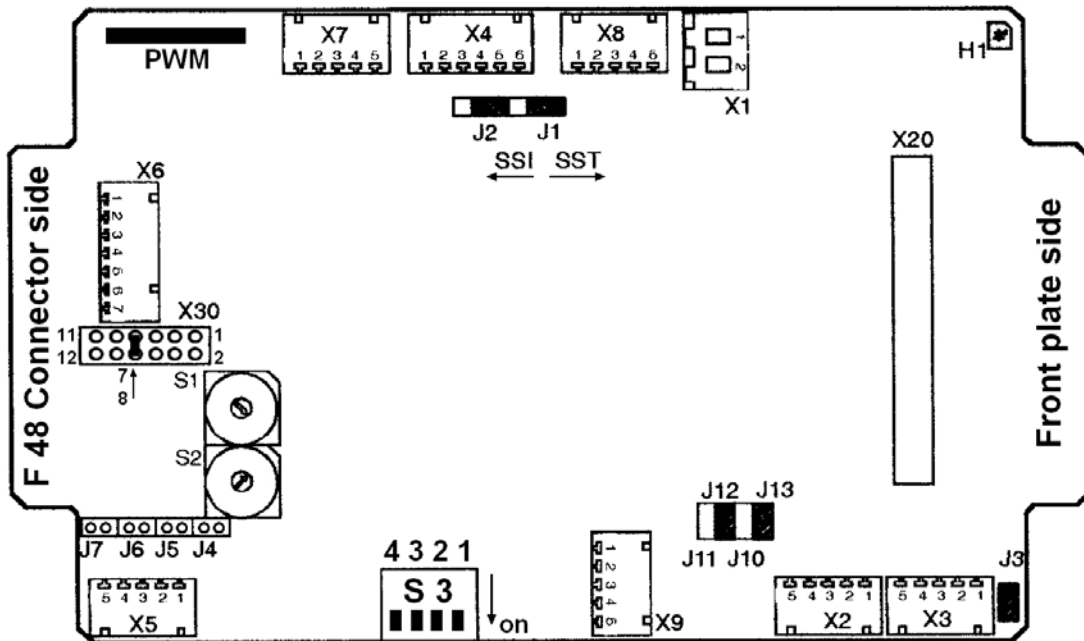 PWM
X7
1 2 3 4 5
X4
1 2 3 4 5 6
X8
1 2 3 4 5
1
2
X1
H1
J2 J1
SSI SST
X20
X6
1
2
3
4
5
6
7
X30
11 1
12 2
7
8
S1
S2
F 48 Connector side
Front plate side
J7 J6 J5 J4
5 4 3 2 1
X5
4 3 2 1
S 3
on
1
2
3
4
X9
J12 J13
J11 J10
5 4 3 2 1
X2
5 4 3 2 1
X3
J3